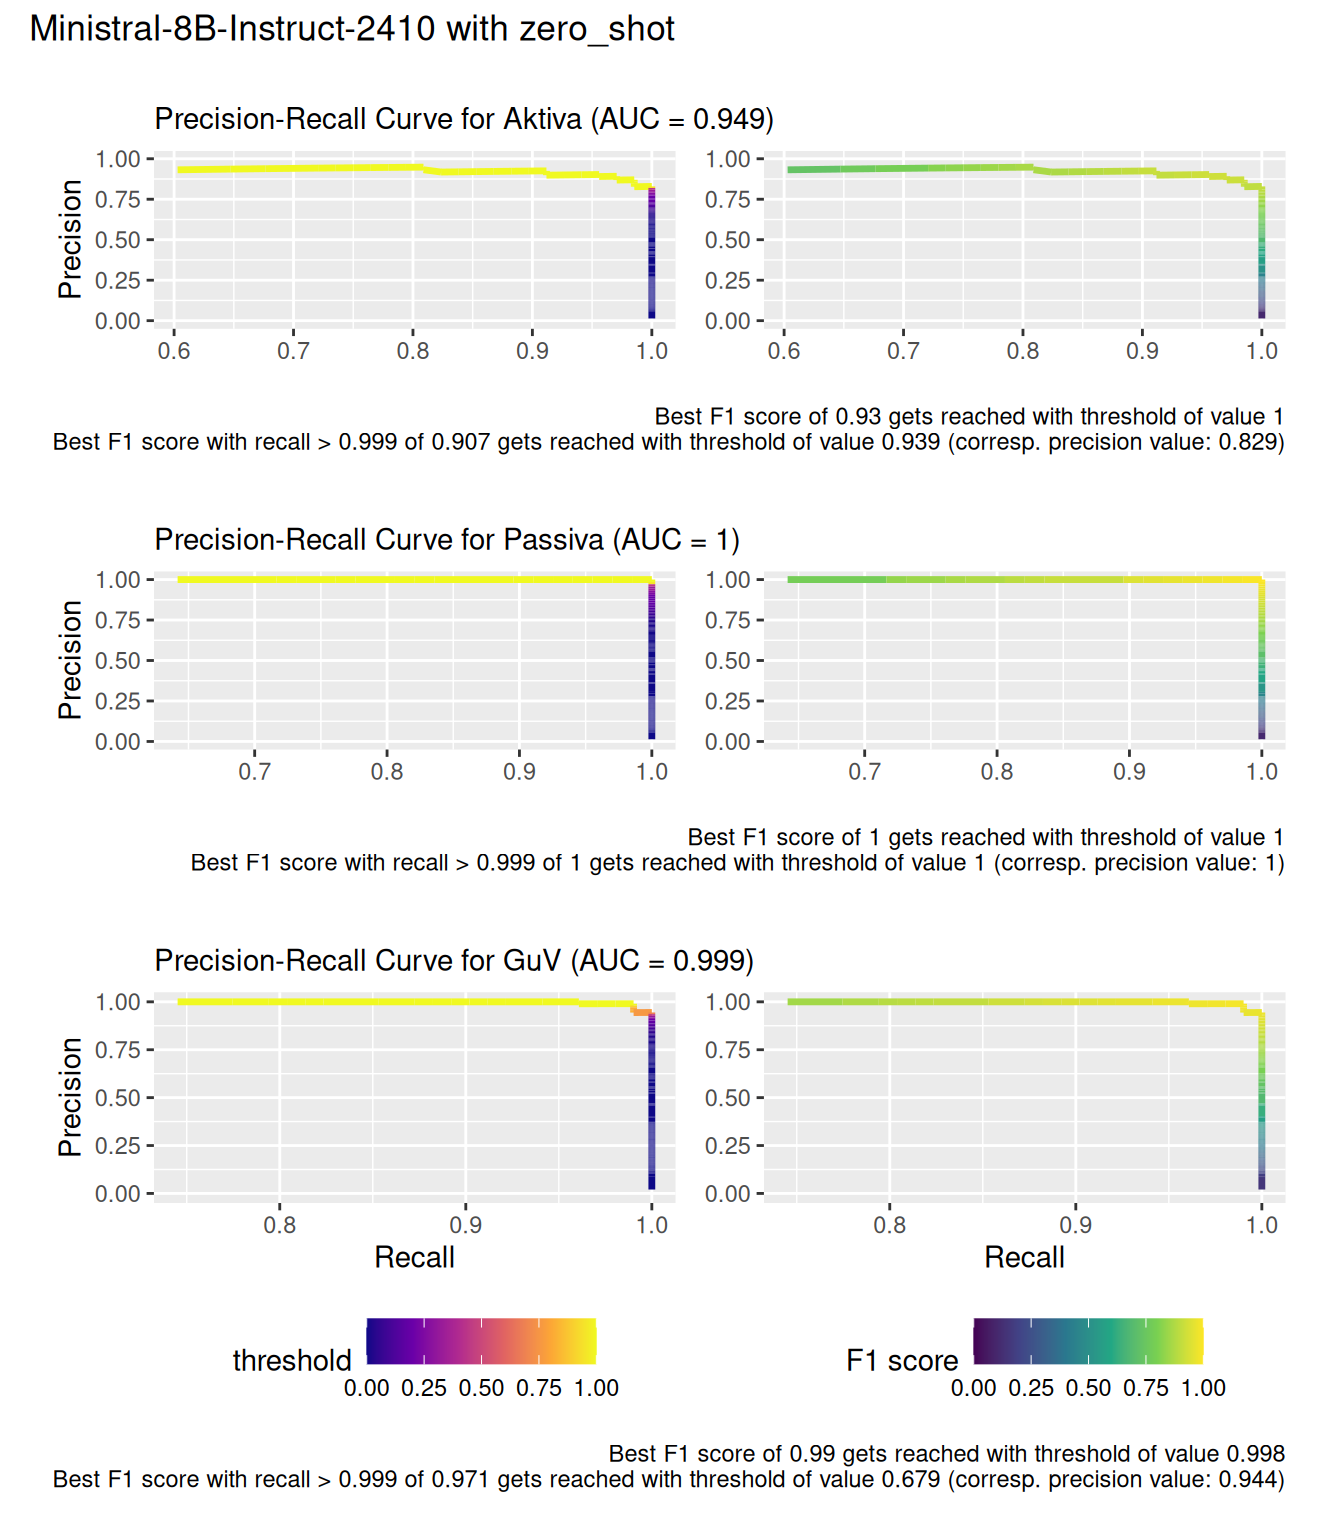 Ministral-8B-Instruct-2410 with zero_shot
Precision-Recall Curve for Aktiva (AUC = 0.949)
Precision
1.00
0.75
0.50
0.25
0.00
0.6 0.7 0.8 0.9 1.0
1.00
0.75
0.50
0.25
0.00
0.6 0.7 0.8 0.9 1.0
Best F1 score of 0.93 gets reached with threshold of value 1
Best F1 score with recall > 0.999 of 0.907 gets reached with threshold of value 0.939 (corresp. precision value: 0.829)
Precision-Recall Curve for Passiva (AUC = 1)
Precision
1.00
0.75
0.50
0.25
0.00
0.7 0.8 0.9 1.0
1.00
0.75
0.50
0.25
0.00
0.7 0.8 0.9 1.0
Best F1 score of 1 gets reached with threshold of value 1
Best F1 score with recall > 0.999 of 1 gets reached with threshold of value 1 (corresp. precision value: 1)
Precision-Recall Curve for GuV (AUC = 0.999)
Precision
1.00
0.75
0.50
0.25
0.00
0.8 0.9 1.0
Recall
1.00
0.75
0.50
0.25
0.00
0.8 0.9 1.0
Recall
threshold
0.00 0.25 0.50 0.75 1.00
F1 score
0.00 0.25 0.50 0.75 1.00
Best F1 score of 0.99 gets reached with threshold of value 0.998
Best F1 score with recall > 0.999 of 0.971 gets reached with threshold of value 0.679 (corresp. precision value: 0.944)